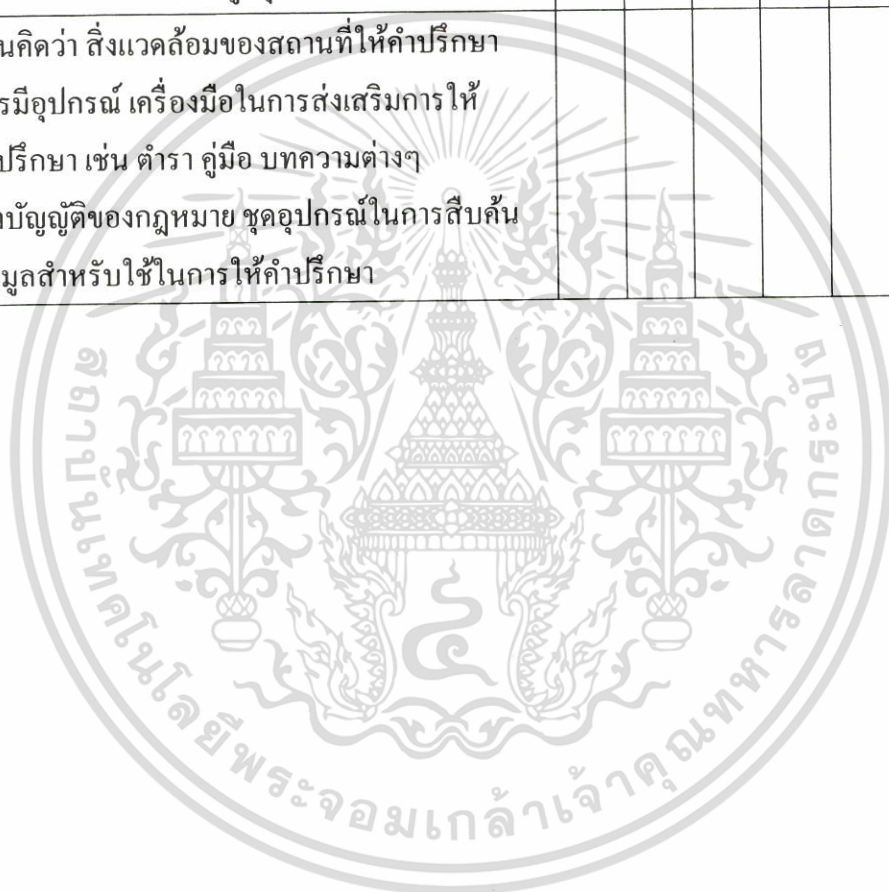 นคิดว่า สิ่งแวดล้อมของสถานที่ให้คำปรึกษา
รมีอุปกรณ์ เครื่องมือในการส่งเสริมการให้
ปรึกษา เช่น ตำรา คู่มือ บทความต่างๆ
บัญญัติของกฎหมาย ชุดอุปกรณ์ในการสืบค้น
มูลสำหรับใช้ในการให้คำปรึกษา
สถาบันเทคโนโลยีพระจอมเกล้าเจ้าคุณทหารลาดกระบัง